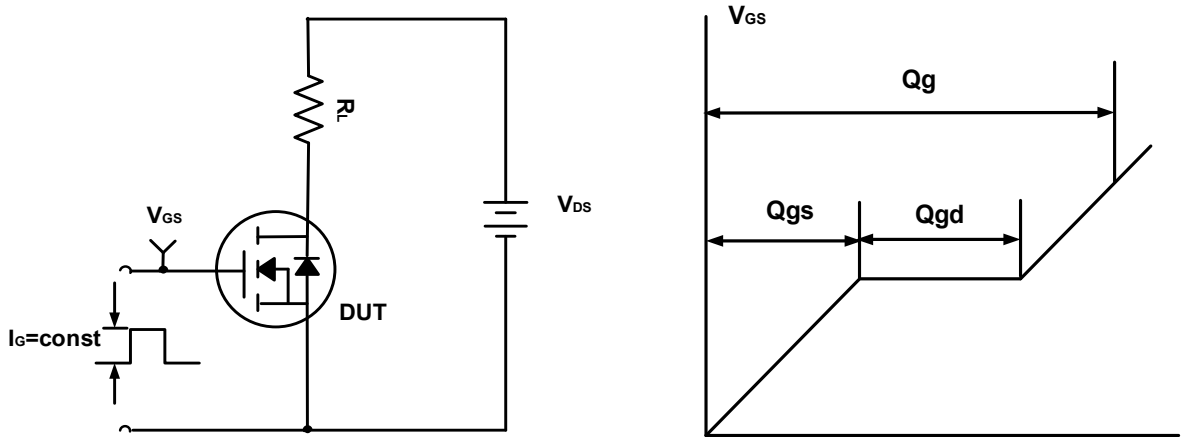 RL
VGS
VDS
DUT
IG=const
VGS
Qg
Qgs
Qgd